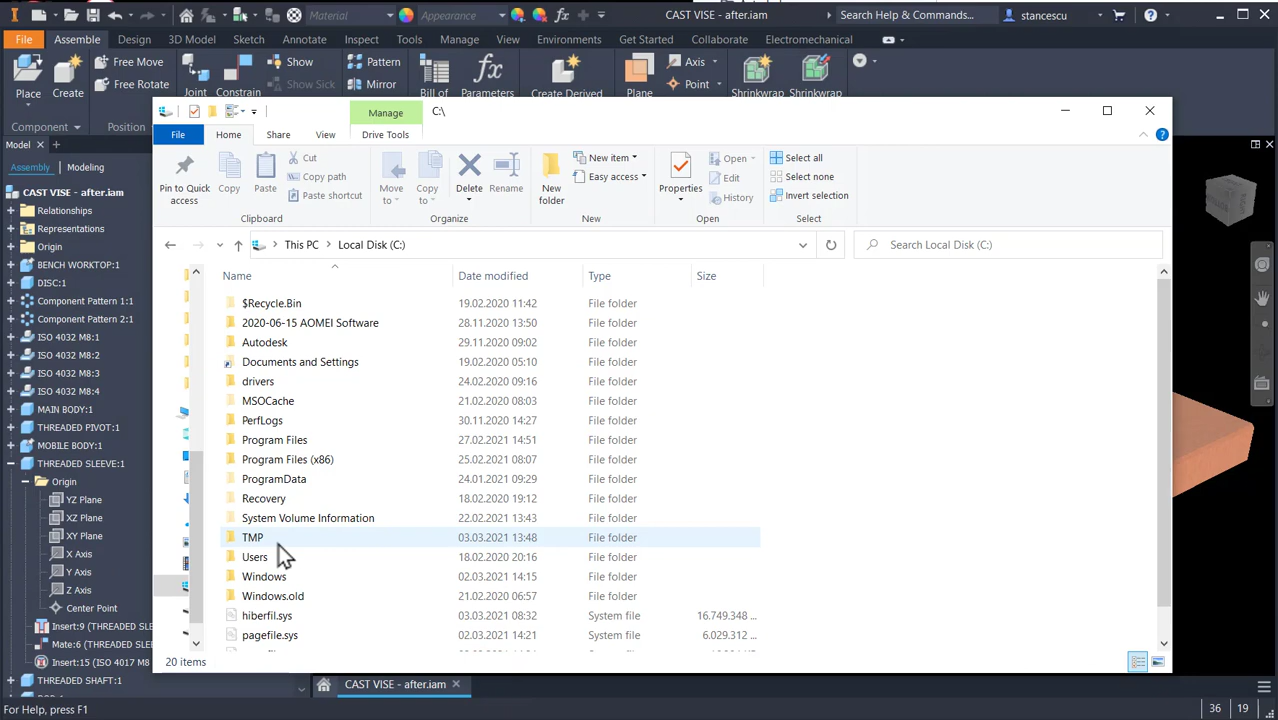 Material
Appearance
CAST VISE - after.iam
Search Help & Commands...
stancescu
File
Assemble
Design
3D Model
Sketch
Annotate
Inspect
Tools
Manage
View
Environments
Get Started
Collaborate
Electromechanical
Place
Create
Free Move
Free Rotate
Joint
Constrain
Show
Show Sick
Pattern
Mirror
Bill of
Parameters
Create Derived
Plane
Axis
Point
Shrinkwrap
Shrinkwrap
Component
Position
Model
Assembly
Modeling
CAST VISE - after.iam
Relationships
Representations
Origin
BENCH WORKTOP:1
DISC:1
Component Pattern 1:1
Component Pattern 2:1
ISO 4032 M8:1
ISO 4032 M8:2
ISO 4032 M8:3
ISO 4032 M8:4
MAIN BODY:1
THREADED PIVOT:1
MOBILE BODY:1
THREADED SLEEVE:1
Origin
YZ Plane
XZ Plane
XY Plane
X Axis
Y Axis
Z Axis
Center Point
Insert:9 (THREADED SLE
Mate:6 (THREADED SLEE
Insert:15 (ISO 4017 M8
THREADED SHAFT:1
Manage
C:\
File
Home
Share
View
Drive Tools
Pin to Quick
access
Copy
Paste
Cut
Copy path
Paste shortcut
Move
to
Copy
to
Delete
Rename
New
folder
New item
Easy access
Properties
Open
Edit
History
Select all
Select none
Invert selection
Clipboard
Organize
New
Open
Select
This PC
Local Disk (C:)
Search Local Disk (C:)
Name
Date modified
Type
Size
$Recycle.Bin 19.02.2020 11:42 File folder
2020-06-15 AOMEI Software 28.11.2020 13:50 File folder
Autodesk 29.11.2020 09:02 File folder
Documents and Settings 19.02.2020 05:10 File folder
drivers 24.02.2020 09:16 File folder
MSOCache 21.02.2020 08:03 File folder
PerfLogs 30.11.2020 14:27 File folder
Program Files 27.02.2021 14:51 File folder
Program Files (x86) 25.02.2021 08:07 File folder
ProgramData 24.01.2021 09:29 File folder
Recovery 18.02.2020 19:12 File folder
System Volume Information 22.02.2021 13:43 File folder
TMP 03.03.2021 13:48 File folder
Users 18.02.2020 20:16 File folder
Windows 02.03.2021 14:15 File folder
Windows.old 21.02.2020 06:57 File folder
hiberfil.sys 03.03.2021 08:32 System file 16.749.348 ...
pagefile.sys 02.03.2021 14:21 System file 6.029.312 ...
20 items
CAST VISE - after.iam
For Help, press F1
36 19